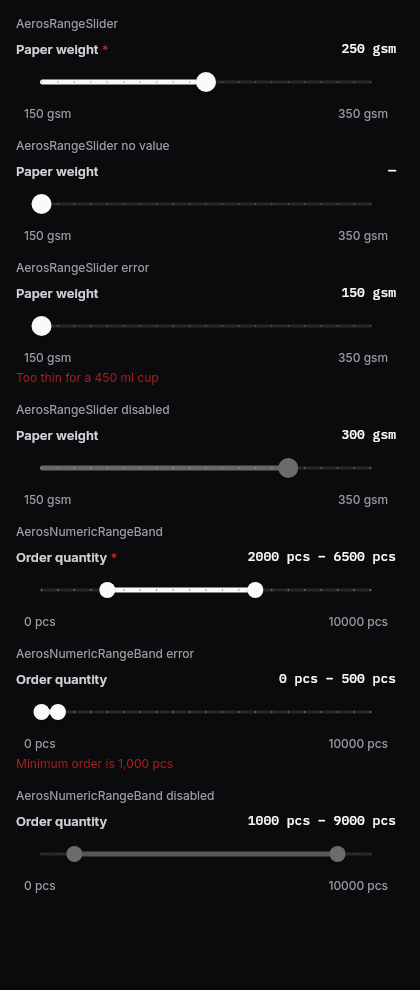 AerosRangeSlider
Paper weight * 250 gsm
150 gsm 350 gsm
AerosRangeSlider no value
Paper weight –
150 gsm 350 gsm
AerosRangeSlider error
Paper weight 150 gsm
150 gsm 350 gsm
Too thin for a 450 ml cup
AerosRangeSlider disabled
Paper weight 300 gsm
150 gsm 350 gsm
AerosNumericRangeBand
Order quantity * 2000 pcs – 6500 pcs
0 pcs 10000 pcs
AerosNumericRangeBand error
Order quantity 0 pcs – 500 pcs
0 pcs 10000 pcs
Minimum order is 1,000 pcs
AerosNumericRangeBand disabled
Order quantity 1000 pcs – 9000 pcs
0 pcs 10000 pcs